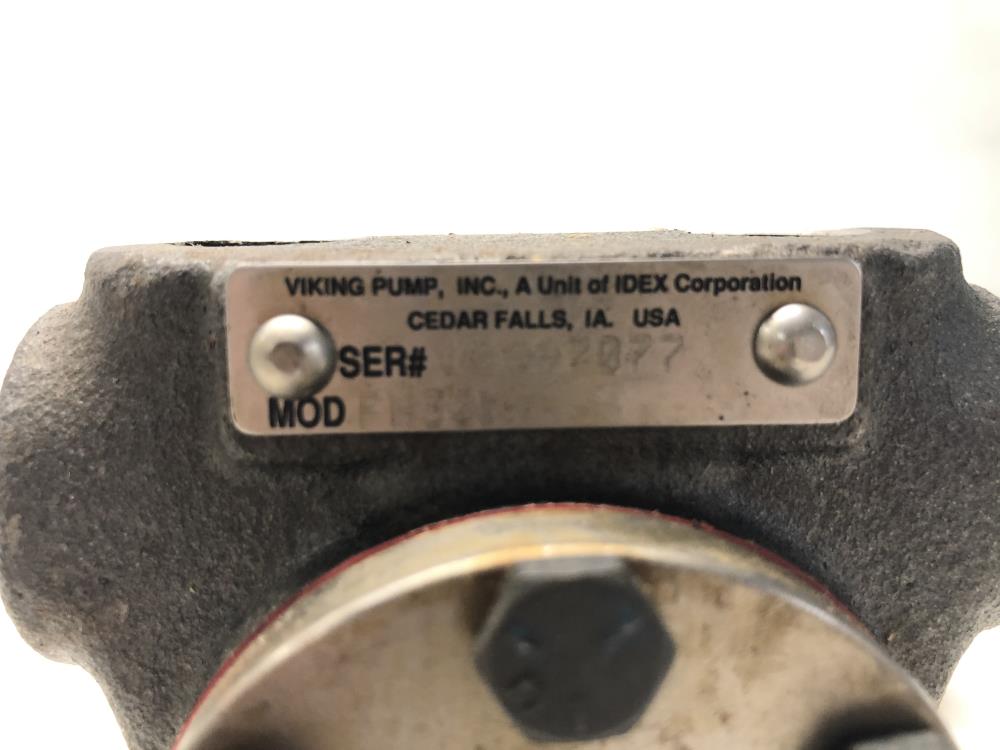 VIKING PUMP, INC., A Unit of IDEX Corporation
CEDAR FALLS, IA. USA
SER#
MOD